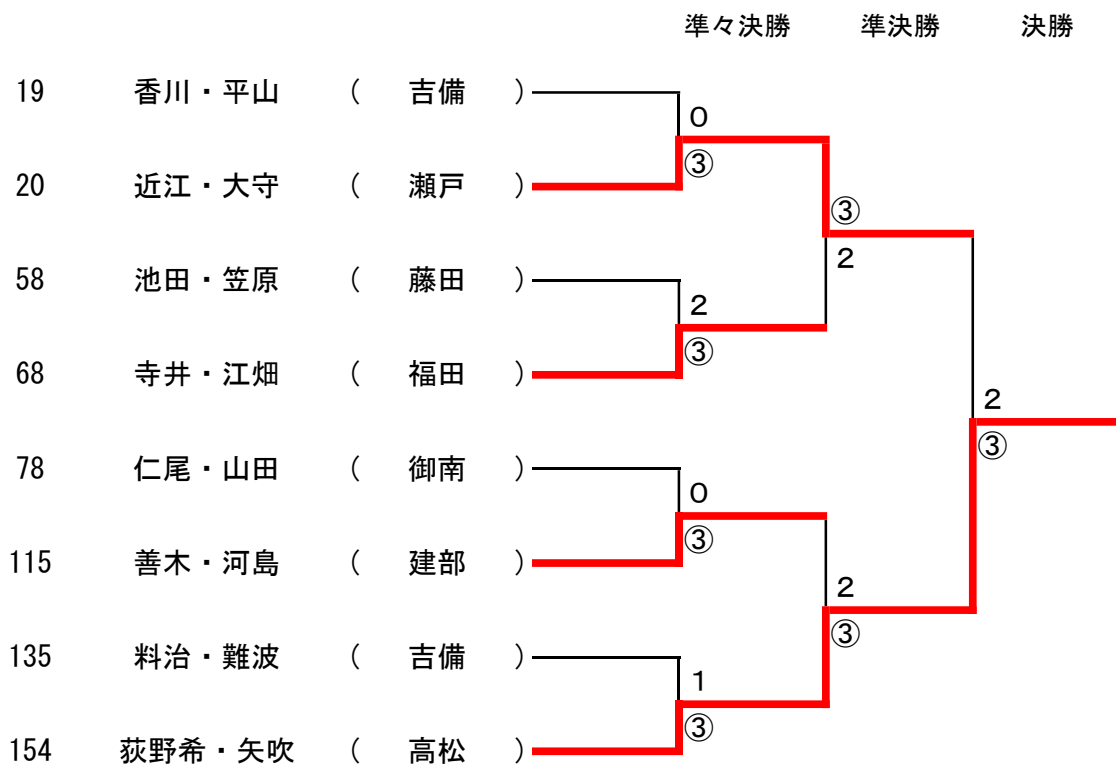 準々決勝 準決勝 決勝
19 香川・平山 ( 吉備 )
0
③
20 近江・大守 ( 瀬戸 )
③
2
58 池田・笠原 ( 藤田 )
2
③
68 寺井・江畑 ( 福田 )
2
③
78 仁尾・山田 ( 御南 )
0
③
115 善木・河島 ( 建部 )
2
③
135 料治・難波 ( 吉備 )
1
③
154 荻野希・矢吹 ( 高松 )